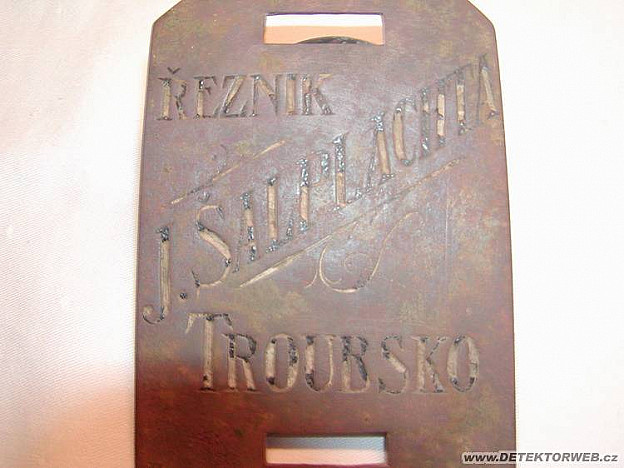 ŘEZNIK
J. ŠALPLACHTA
TROUBSKO
www.DETEKTORWEB.cz